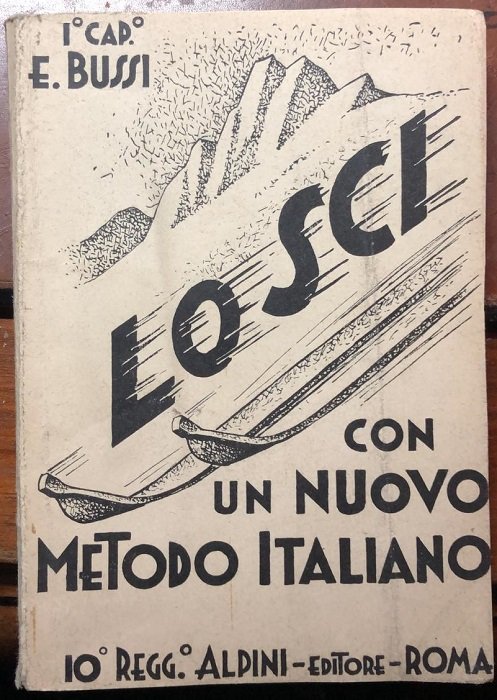 1° CAP.°
E. BUSSI
LO SCI
CON
UN NUOVO
METODO ITALIANO
10° REGG.° ALPINI - EDITORE - ROMA